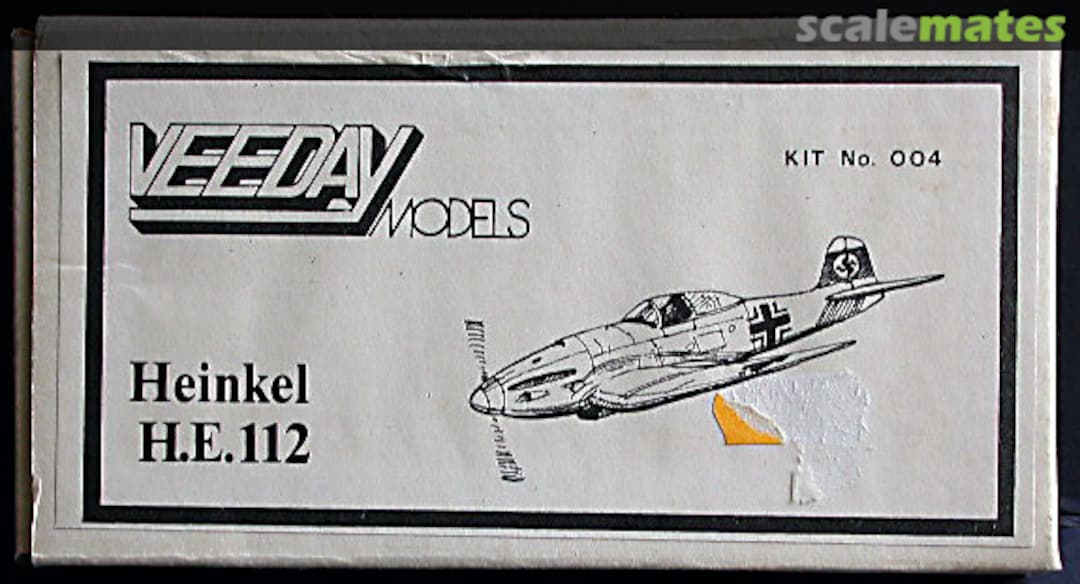 scalemates
VEEDAY
MODELS
KIT No. 004
Heinkel
H.E.112